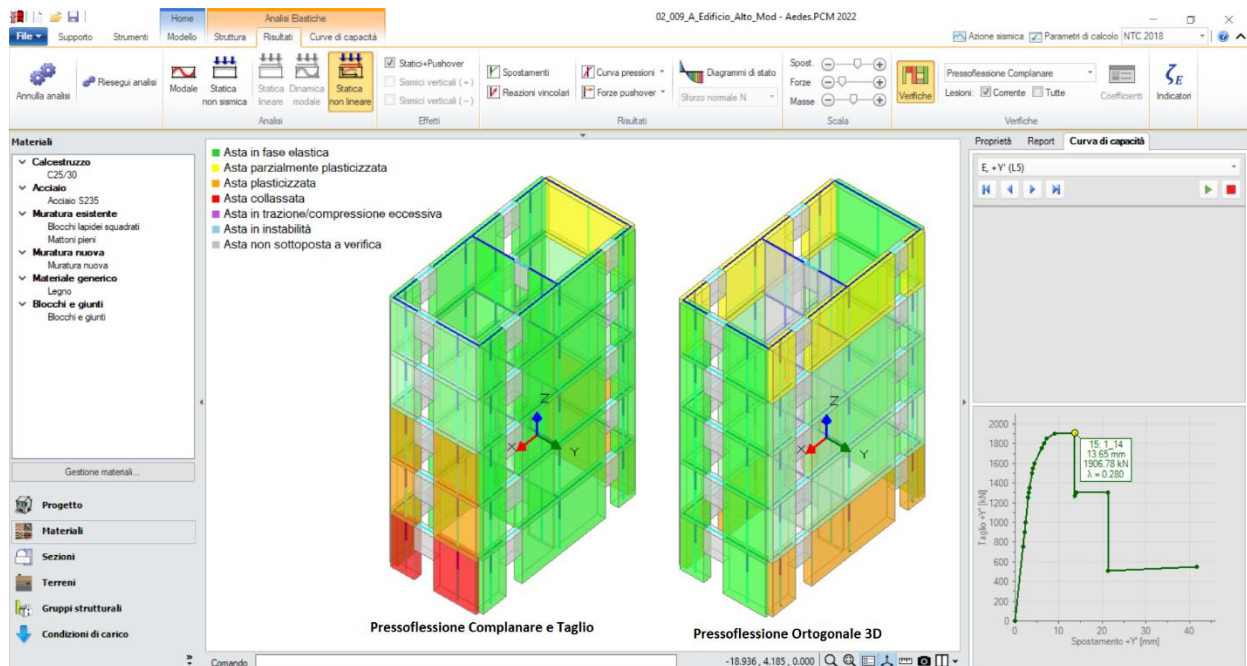 02_009_A_Edificio_Alto_Mod - Aedes.PCM 2022
Home
Analisi Elastiche
File
Supporto
Strumenti
Modello
Struttura
Risultati
Curve di capacità
Azione sismica
Parametri di calcolo
NTC 2018
Annulla analisi
Riesegui analisi
Modale
Statica
non sismica
Statica
lineare
Dinamica
modale
Statica
non lineare
Analisi
Statici+Pushover
Sismici verticali (+)
Sismici verticali (−)
Effetti
Spostamenti
Reazioni vincolari
Curva pressioni
Forze pushover
Diagrammi di stato
Sforzo normale N
Risultati
Spost.
Forze
Masse
Scala
Verifiche
Pressoflessione Complanare
Lesioni:
Corrente
Tutte
Coefficienti
Verifiche
ζE
Indicatori
Materiali
Calcestruzzo
C25/30
Acciaio
Acciaio S235
Muratura esistente
Blocchi lapidei squadrati
Mattoni pieni
Muratura nuova
Muratura nuova
Materiale generico
Legno
Blocchi e giunti
Blocchi e giunti
Gestione materiali...
Progetto
Materiali
Sezioni
Terreni
Gruppi strutturali
Condizioni di carico
Asta in fase elastica
Asta parzialmente plasticizzata
Asta plasticizzata
Asta collassata
Asta in trazione/compressione eccessiva
Asta in instabilità
Asta non sottoposta a verifica
Z
X
Y
Z
X
Y
Pressoflessione Complanare e Taglio
Pressoflessione Ortogonale 3D
Comando
-18.936, 4.185, 0.000
Proprietà
Report
Curva di capacità
E, +Y' (L5)
Taglio +Y' [kN]
2000
1800
1600
1400
1200
1000
800
600
400
200
0
15: 1_14
13.65 mm
1906.78 kN
λ = 0.280
0
10
20
30
40
Spostamento +Y' [mm]